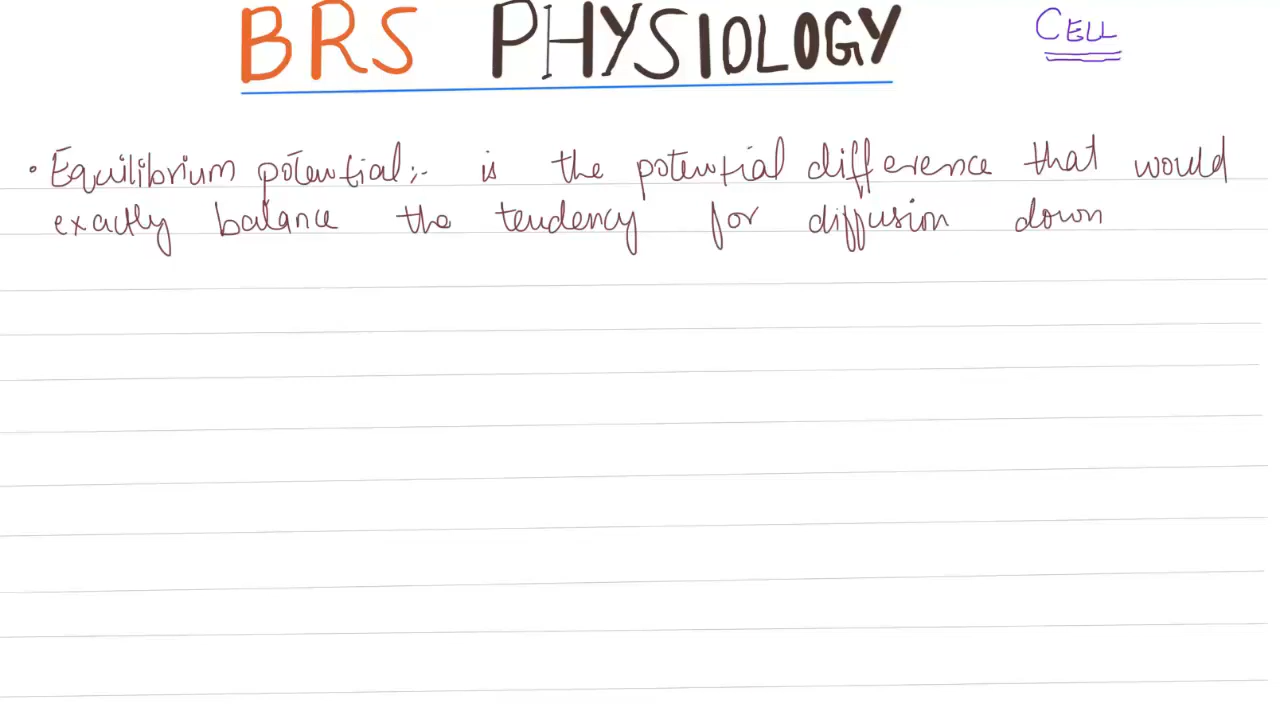 BRS PHYSIOLOGY CELL
• Equilibrium potential:- is the potential difference that would
exactly balance the tendency for diffusion down